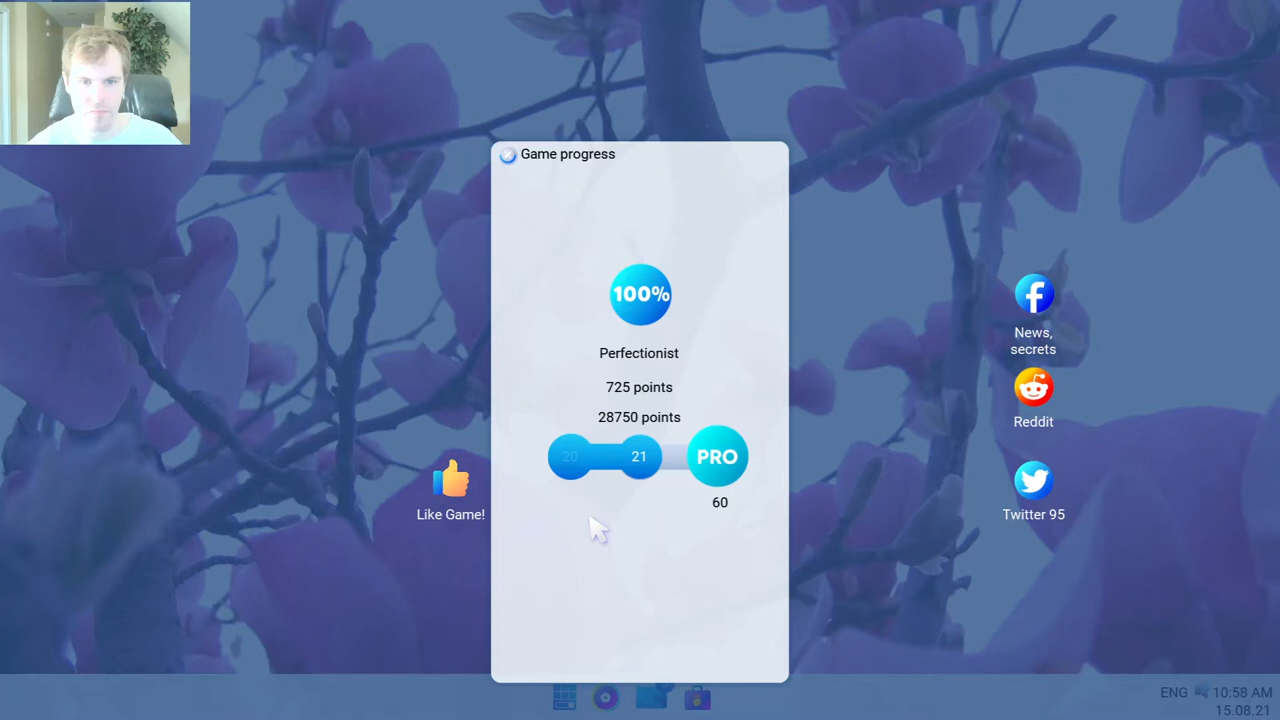 Game progress
100%
Perfectionist
725 points
28750 points
20
21
PRO
60
Like Game!
News,
secrets
Reddit
Twitter 95
ENG
10:58 AM
15.08.21